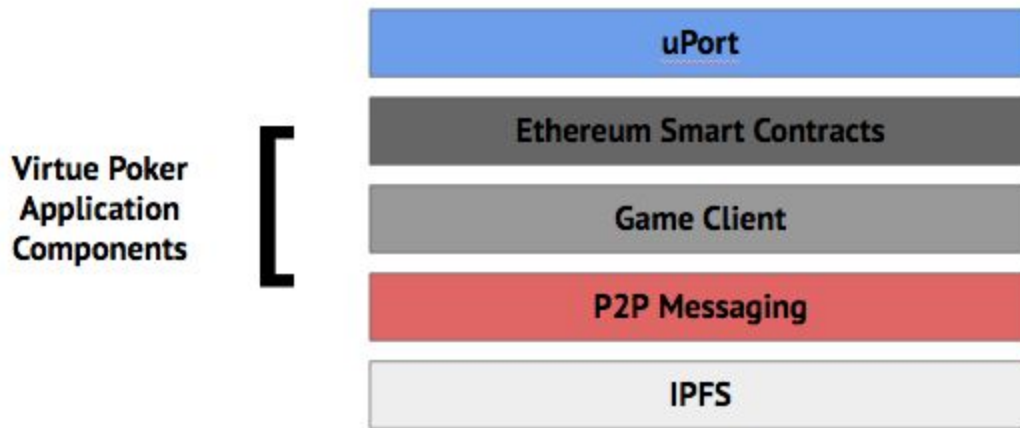 uPort
Ethereum Smart Contracts
Virtue Poker
Application
Components
Game Client
P2P Messaging
IPFS